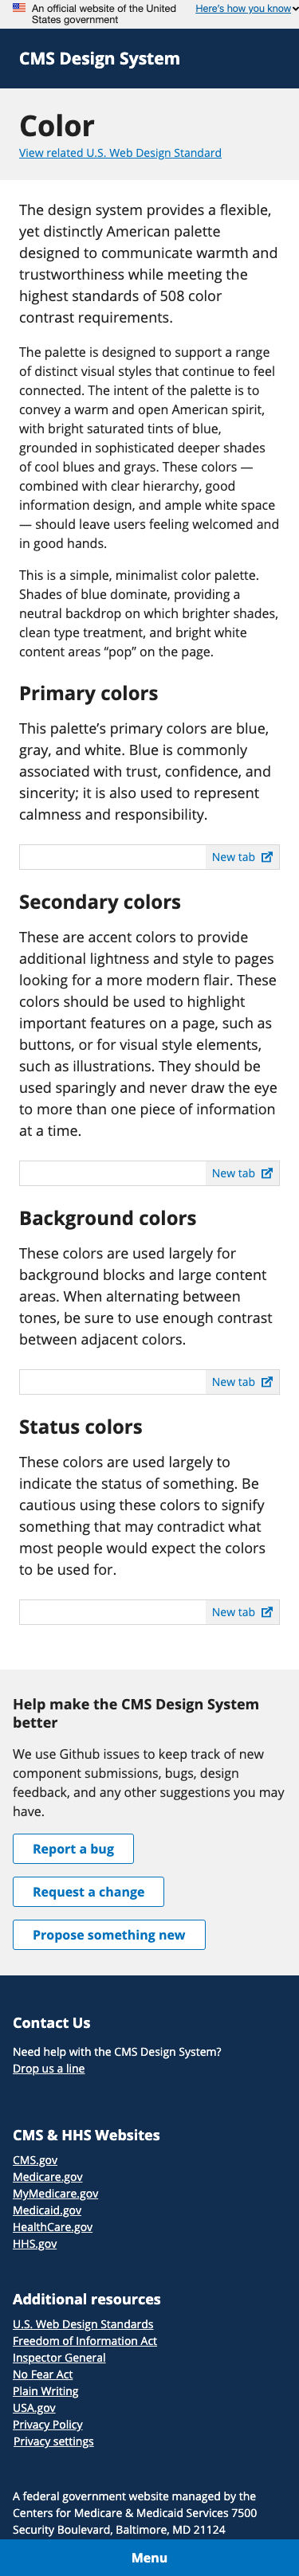 An official website of the United
States government
Here's how you know
CMS Design System
Color
View related U.S. Web Design Standard
The design system provides a flexible,
yet distinctly American palette
designed to communicate warmth and
trustworthiness while meeting the
highest standards of 508 color
contrast requirements.
The palette is designed to support a range
of distinct visual styles that continue to feel
connected. The intent of the palette is to
convey a warm and open American spirit,
with bright saturated tints of blue,
grounded in sophisticated deeper shades
of cool blues and grays. These colors —
combined with clear hierarchy, good
information design, and ample white space
— should leave users feeling welcomed and
in good hands.
This is a simple, minimalist color palette.
Shades of blue dominate, providing a
neutral backdrop on which brighter shades,
clean type treatment, and bright white
content areas “pop” on the page.
Primary colors
This palette’s primary colors are blue,
gray, and white. Blue is commonly
associated with trust, confidence, and
sincerity; it is also used to represent
calmness and responsibility.
New tab
Secondary colors
These are accent colors to provide
additional lightness and style to pages
looking for a more modern flair. These
colors should be used to highlight
important features on a page, such as
buttons, or for visual style elements,
such as illustrations. They should be
used sparingly and never draw the eye
to more than one piece of information
at a time.
New tab
Background colors
These colors are used largely for
background blocks and large content
areas. When alternating between
tones, be sure to use enough contrast
between adjacent colors.
New tab
Status colors
These colors are used largely to
indicate the status of something. Be
cautious using these colors to signify
something that may contradict what
most people would expect the colors
to be used for.
New tab
Help make the CMS Design System
better
We use Github issues to keep track of new
component submissions, bugs, design
feedback, and any other suggestions you may
have.
Report a bug
Request a change
Propose something new
Contact Us
Need help with the CMS Design System?
Drop us a line
CMS & HHS Websites
CMS.gov
Medicare.gov
MyMedicare.gov
Medicaid.gov
HealthCare.gov
HHS.gov
Additional resources
U.S. Web Design Standards
Freedom of Information Act
Inspector General
No Fear Act
Plain Writing
USA.gov
Privacy Policy
Privacy settings
A federal government website managed by the
Centers for Medicare & Medicaid Services 7500
Security Boulevard, Baltimore, MD 21124
Menu